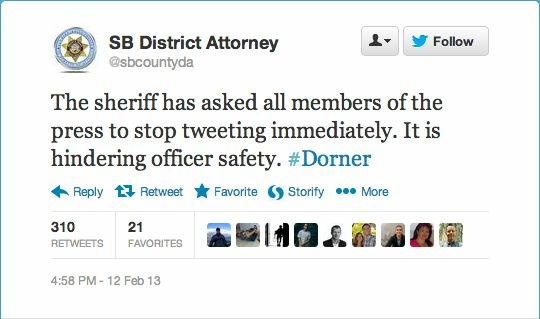 SB District Attorney
@sbcountyda
Follow
The sheriff has asked all members of the
press to stop tweeting immediately. It is
hindering officer safety. #Dorner
Reply Retweet Favorite Storify More
310 21
RETWEETS FAVORITES
4:58 PM - 12 Feb 13